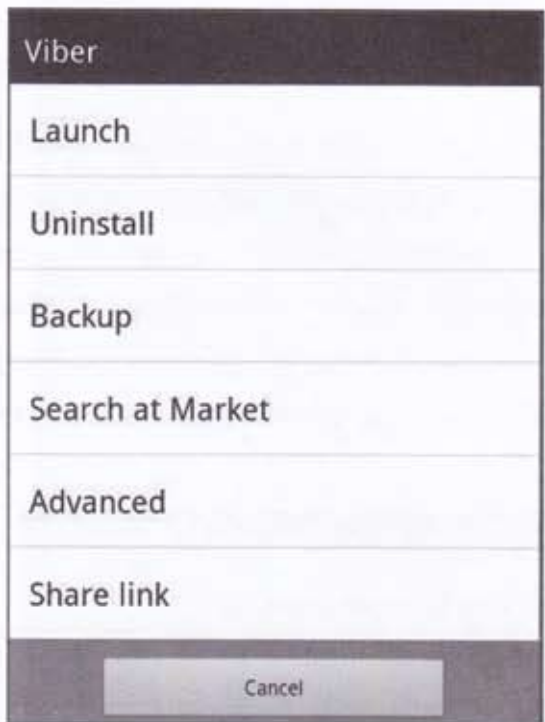 Viber
Launch
Uninstall
Backup
Search at Market
Advanced
Share link
Cancel